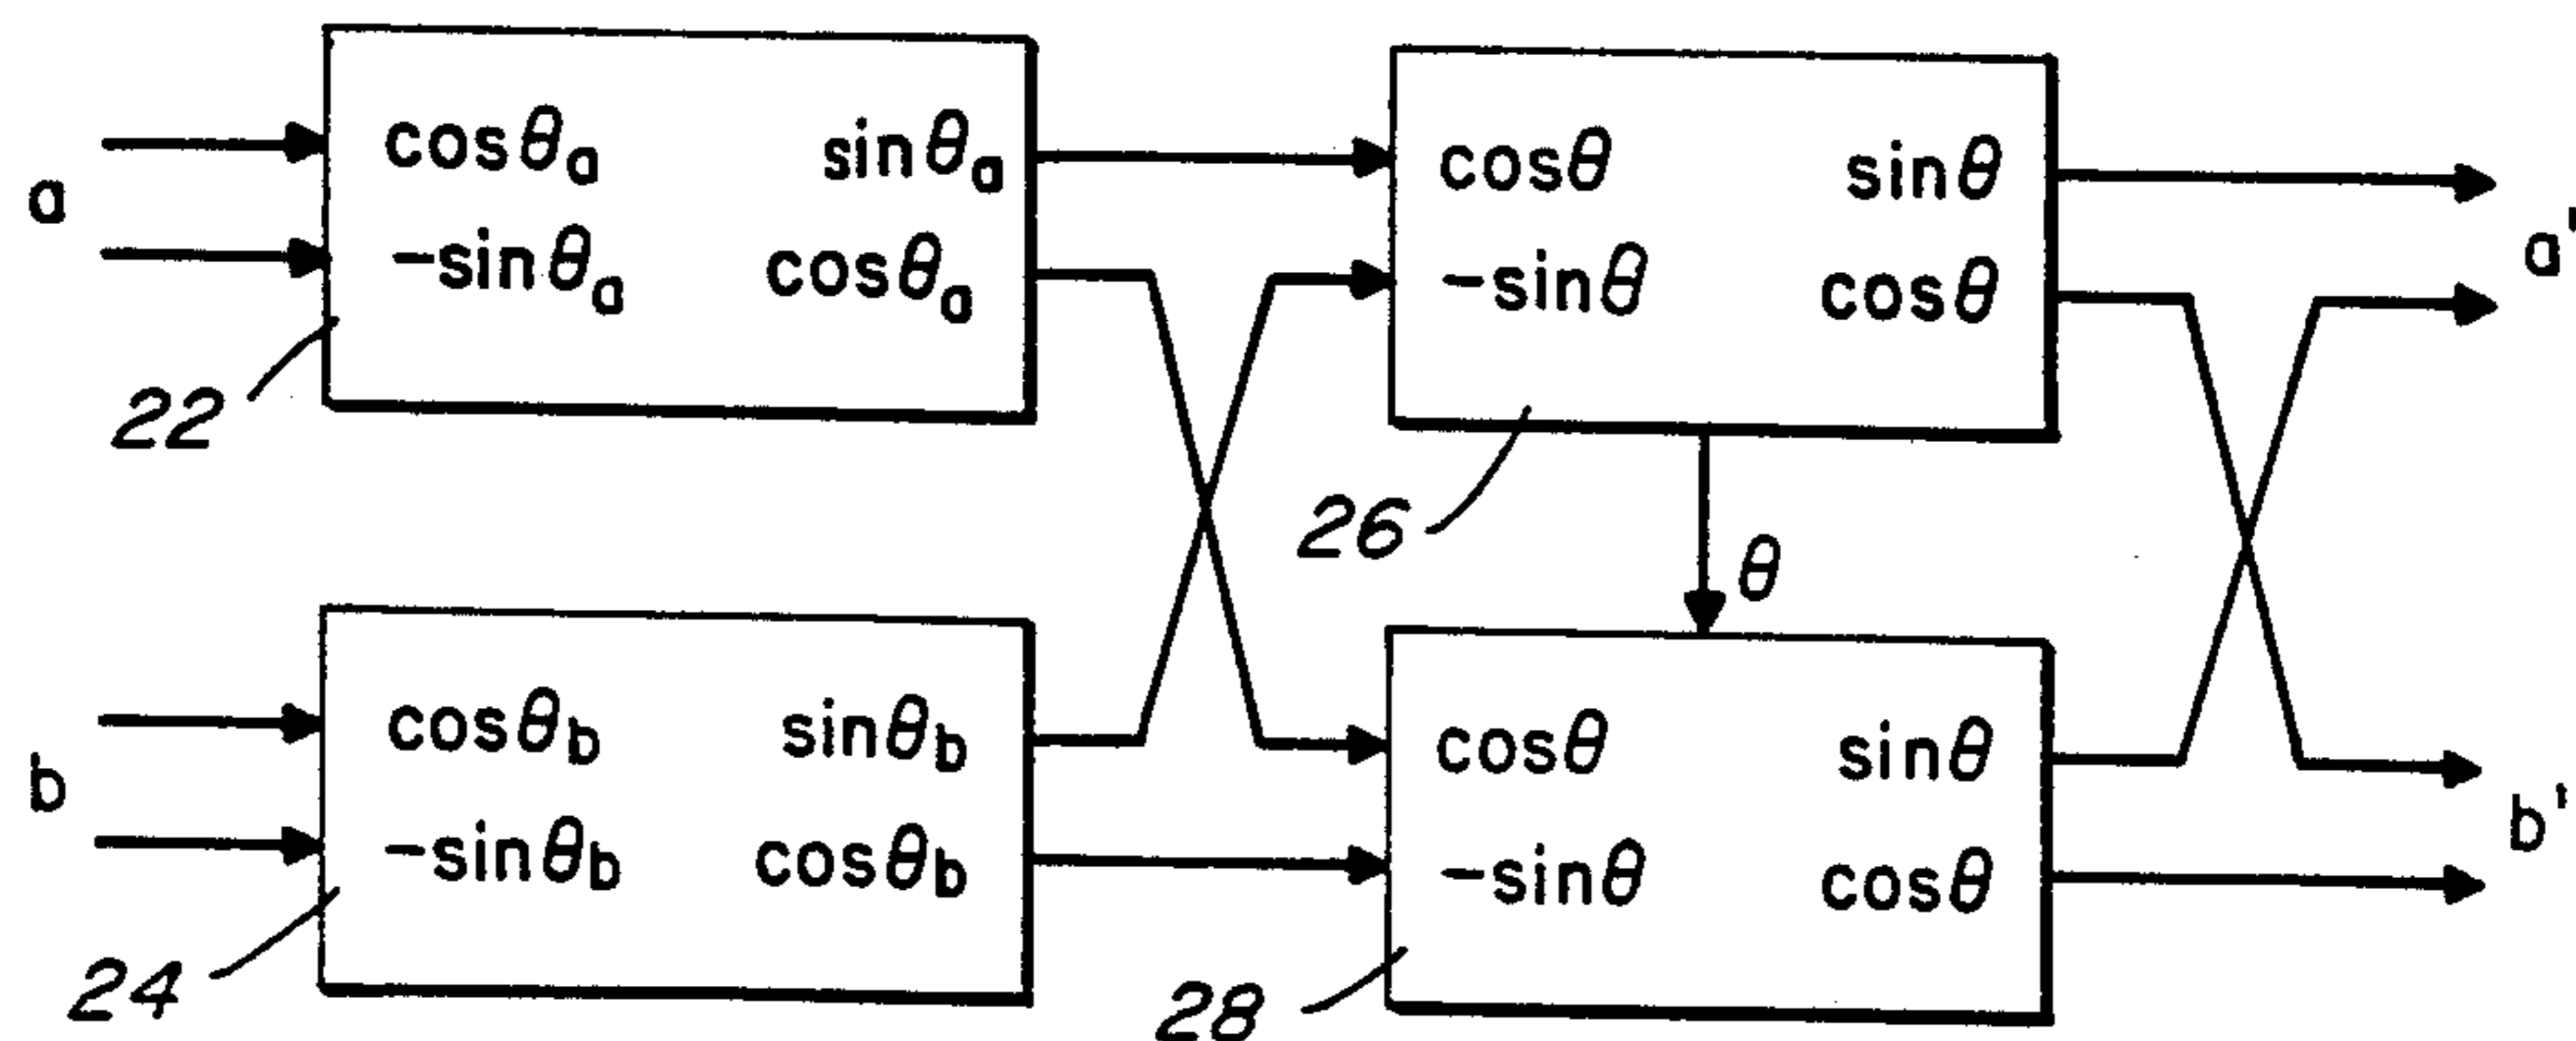 a
cosθa sinθa
-sinθa cosθa
22
cosθ sinθ
-sinθ cosθ
26
a'
θ
b
cosθb sinθb
-sinθb cosθb
24
cosθ sinθ
-sinθ cosθ
28
b'